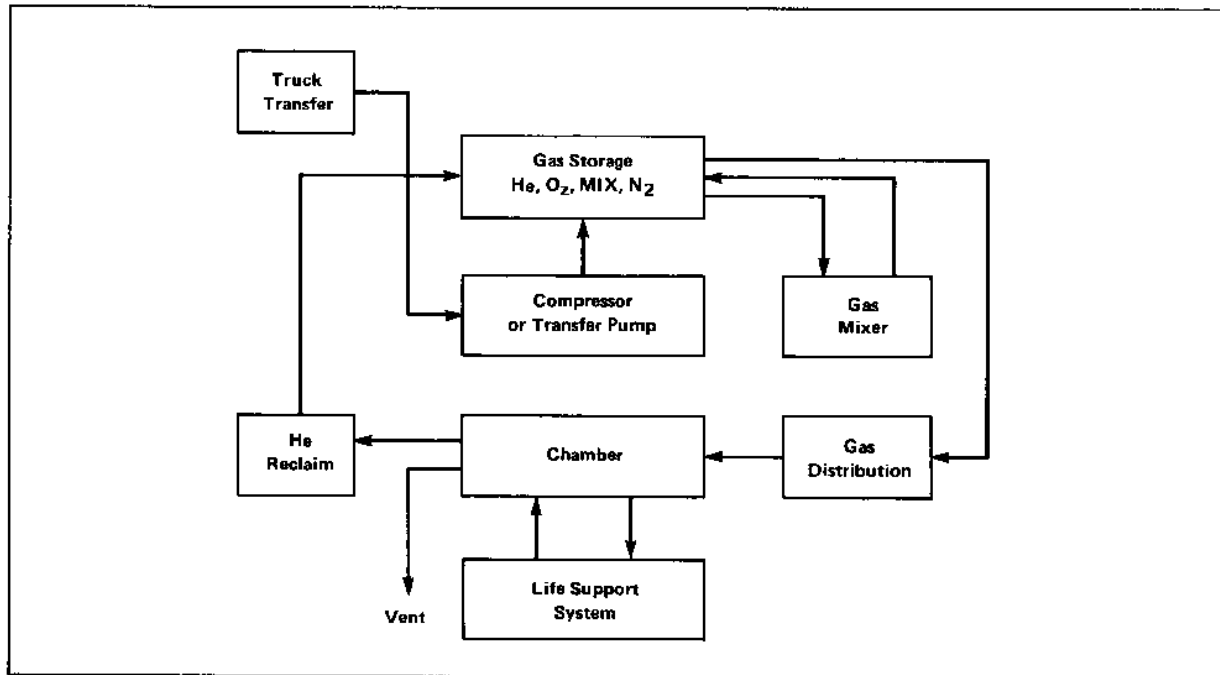 Truck
Transfer
Gas Storage
He, O2, MIX, N2
Compressor
or Transfer Pump
Gas
Mixer
He
Reclaim
Chamber
Gas
Distribution
Life Support
System
Vent